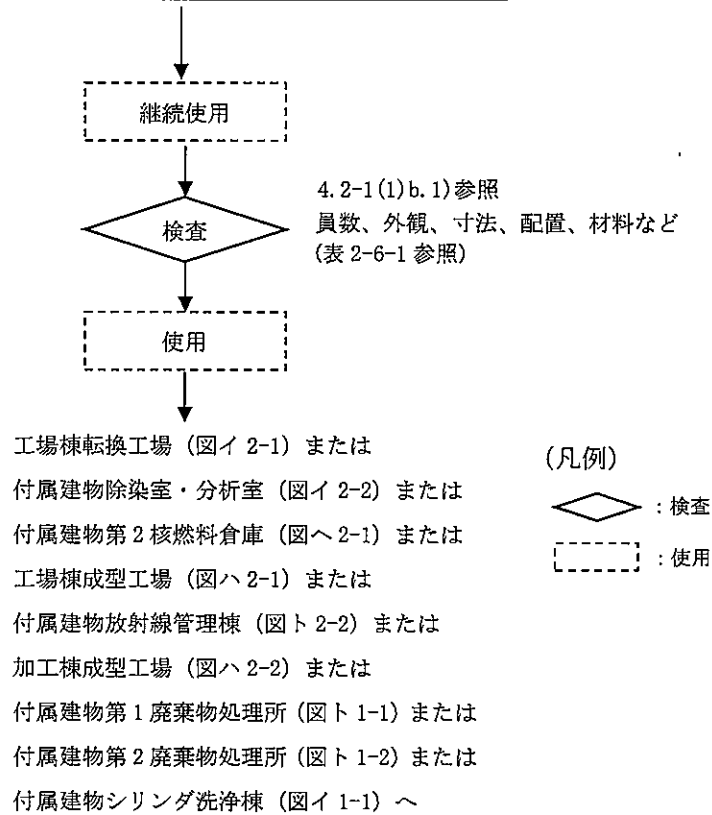 継続使用
検査
4.2-1(1)b.1)参照
員数、外観、寸法、配置、材料など
(表 2-6-1 参照)
使用
工場棟転換工場（図イ 2-1）または
付属建物除染室・分析室（図イ 2-2）または
付属建物第2核燃料倉庫（図ヘ 2-1）または
工場棟成型工場（図ハ 2-1）または
付属建物放射線管理棟（図ト 2-2）または
加工棟成型工場（図ハ 2-2）または
付属建物第1廃棄物処理所（図ト 1-1）または
付属建物第2廃棄物処理所（図ト 1-2）または
付属建物シリンダ洗浄棟（図イ 1-1）へ
(凡例)
：検査
：使用